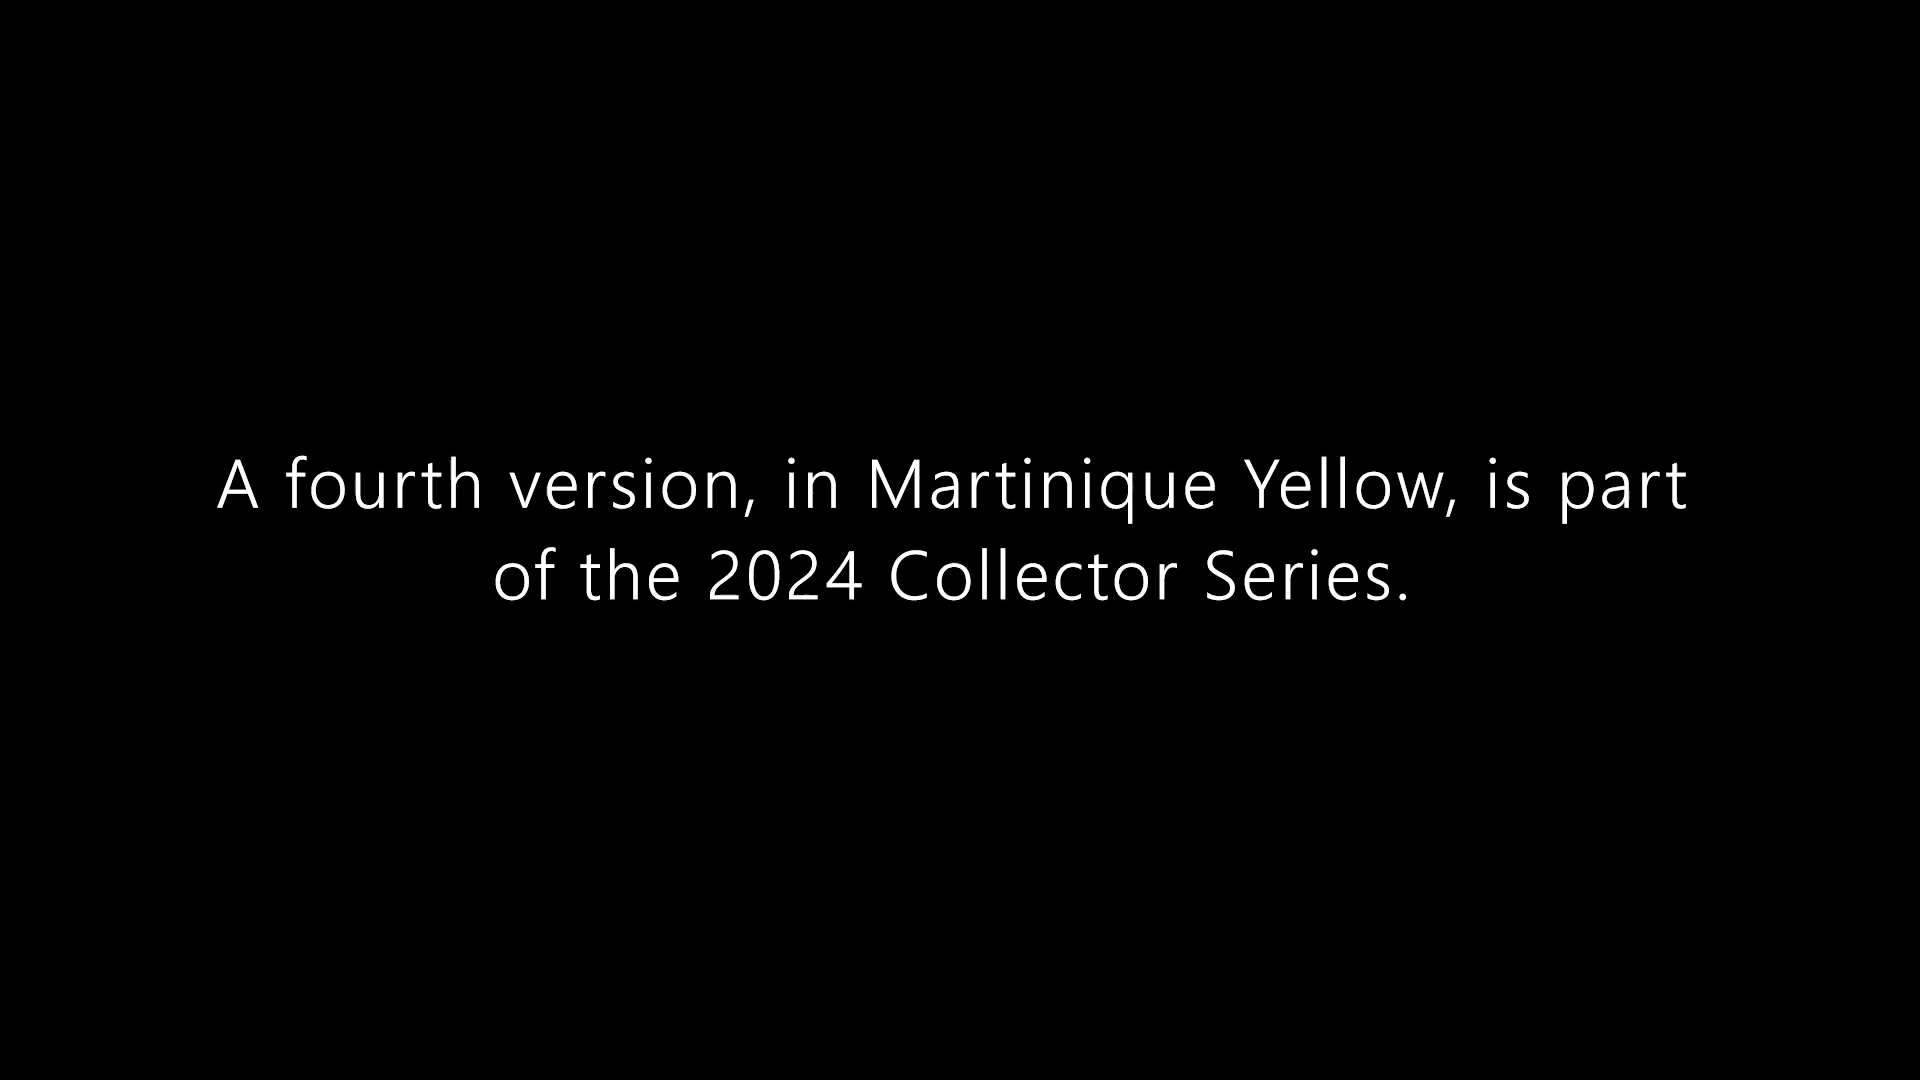 A fourth version, in Martinique Yellow, is part
of the 2024 Collector Series.